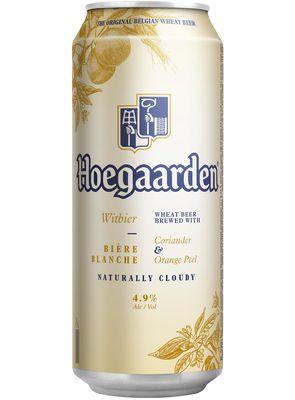 THE ORIGINAL BELGIAN WHEAT BEER
Hoegaarden
Witbier
WHEAT BEER
BREWED WITH
BIÈRE
BLANCHE
Coriander
&
Orange Peel
NATURALLY CLOUDY
4.9%
Alc / Vol